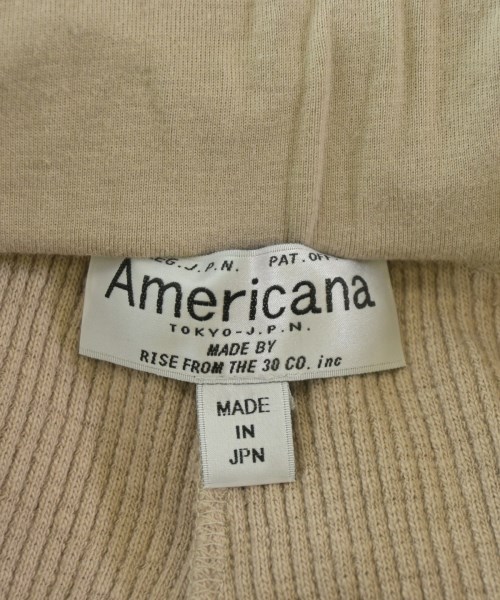 J.P.N. PAT. OFF.
Americana
TOKYO-J.P.N.
MADE BY
RISE FROM THE 30 CO. inc
MADE
IN
JPN